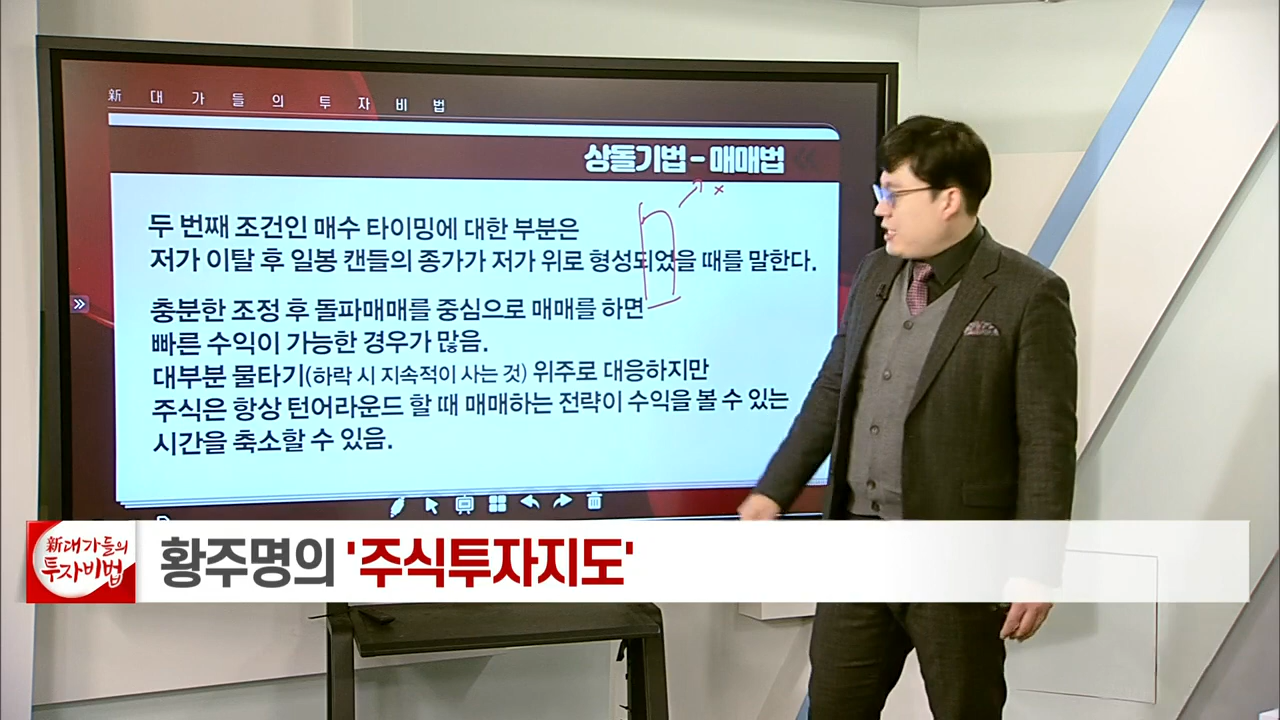 新 대 가 들 의 투 자 비 법
상돌기법 - 매매법
두 번째 조건인 매수 타이밍에 대한 부분은
저가 이탈 후 일봉 캔들의 종가가 저가 위로 형성되었을 때를 말한다.
충분한 조정 후 돌파매매를 중심으로 매매를 하면
빠른 수익이 가능한 경우가 많음.
대부분 물타기(하락 시 지속적이 사는 것) 위주로 대응하지만
주식은 항상 턴어라운드 할 때 매매하는 전략이 수익을 볼 수 있는
시간을 축소할 수 있음.
新대가들의
투자비법
황주명의 '주식투자지도'